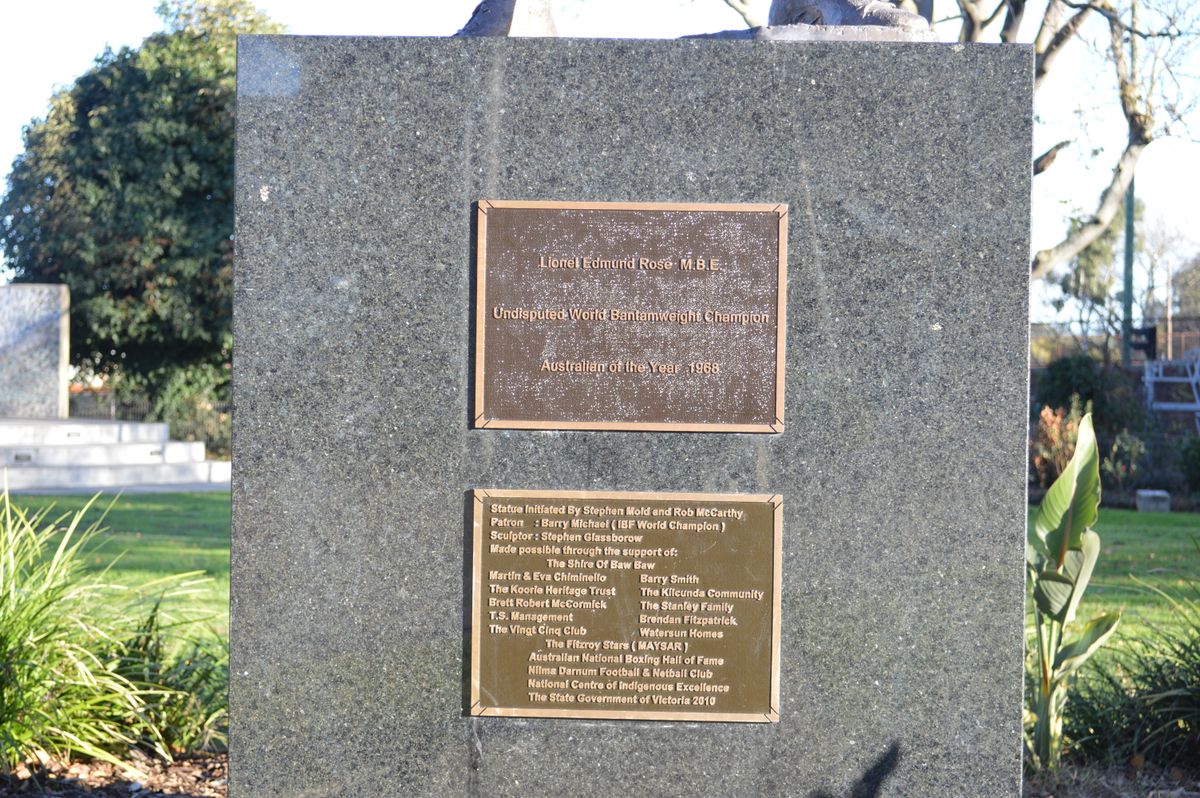 Lionel Edmund Rose M.B.E.
Undisputed World Bantamweight Champion
Australian of the Year 1968
Statue Initiated By Stephen Mold and Rob McCarthy
Patron : Barry Michael ( IBF World Champion )
Sculptor : Stephen Glassborow
Made possible through the support of:
The Shire Of Baw Baw
Martin & Eva Chiminello Barry Smith
The Koorie Heritage Trust The Kilcunda Community
Brett Robert McCormick The Stanley Family
T.S. Management Brendan Fitzpatrick
The Vingt Cinq Club Watersun Homes
The Fitzroy Stars ( MAYSAR )
Australian National Boxing Hall of Fame
Nilma Darnum Football & Netball Club
National Centre of Indigenous Excellence
The State Government of Victoria 2010